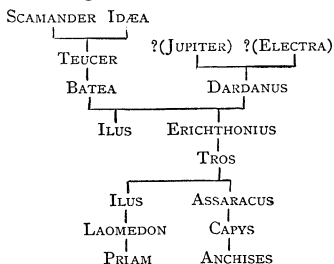 SCAMANDER IDÆA
?(JUPITER) ?(ELECTRA)
TEUCER
BATEA DARDANUS
ILUS ERICHTHONIUS
TROS
ILUS ASSARACUS
LAOMEDON CAPYS
PRIAM ANCHISES